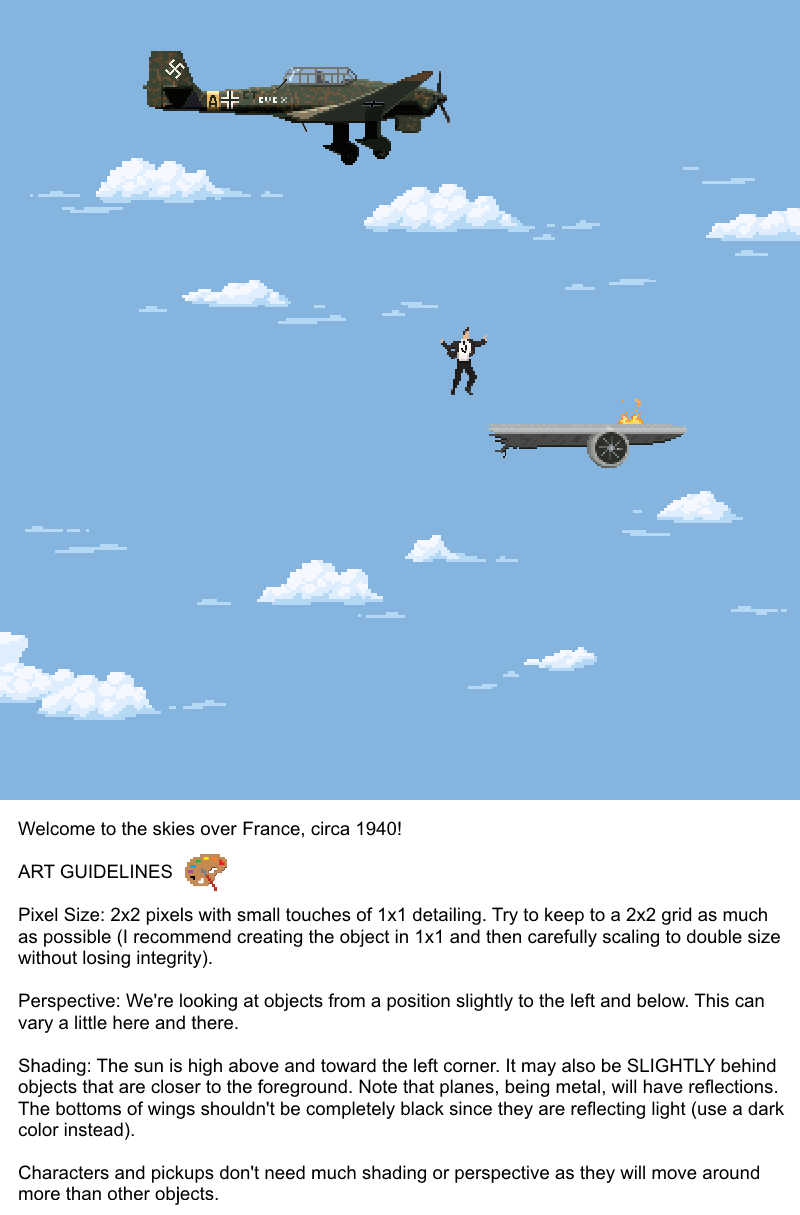 A
CT
Welcome to the skies over France, circa 1940!
ART GUIDELINES
Pixel Size: 2x2 pixels with small touches of 1x1 detailing. Try to keep to a 2x2 grid as much
as possible (I recommend creating the object in 1x1 and then carefully scaling to double size
without losing integrity).
Perspective: We're looking at objects from a position slightly to the left and below. This can
vary a little here and there.
Shading: The sun is high above and toward the left corner. It may also be SLIGHTLY behind
objects that are closer to the foreground. Note that planes, being metal, will have reflections.
The bottoms of wings shouldn't be completely black since they are reflecting light (use a dark
color instead).
Characters and pickups don't need much shading or perspective as they will move around
more than other objects.